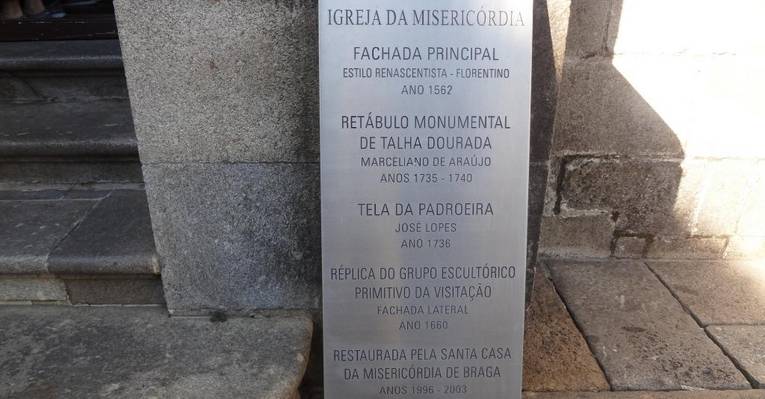 IGREJA DA MISERICÓRDIA
FACHADA PRINCIPAL
ESTILO RENASCENTISTA - FLORENTINO
ANO 1562
RETÁBULO MONUMENTAL
DE TALHA DOURADA
MARCELIANO DE ARAÚJO
ANOS 1735 - 1740
TELA DA PADROEIRA
JOSÉ LOPES
ANO 1736
RÉPLICA DO GRUPO ESCULTÓRICO
PRIMITIVO DA VISITAÇÃO
FACHADA LATERAL
ANO 1660
RESTAURADA PELA SANTA CASA
DA MISERICÓRDIA DE BRAGA
ANOS 1996 - 2003